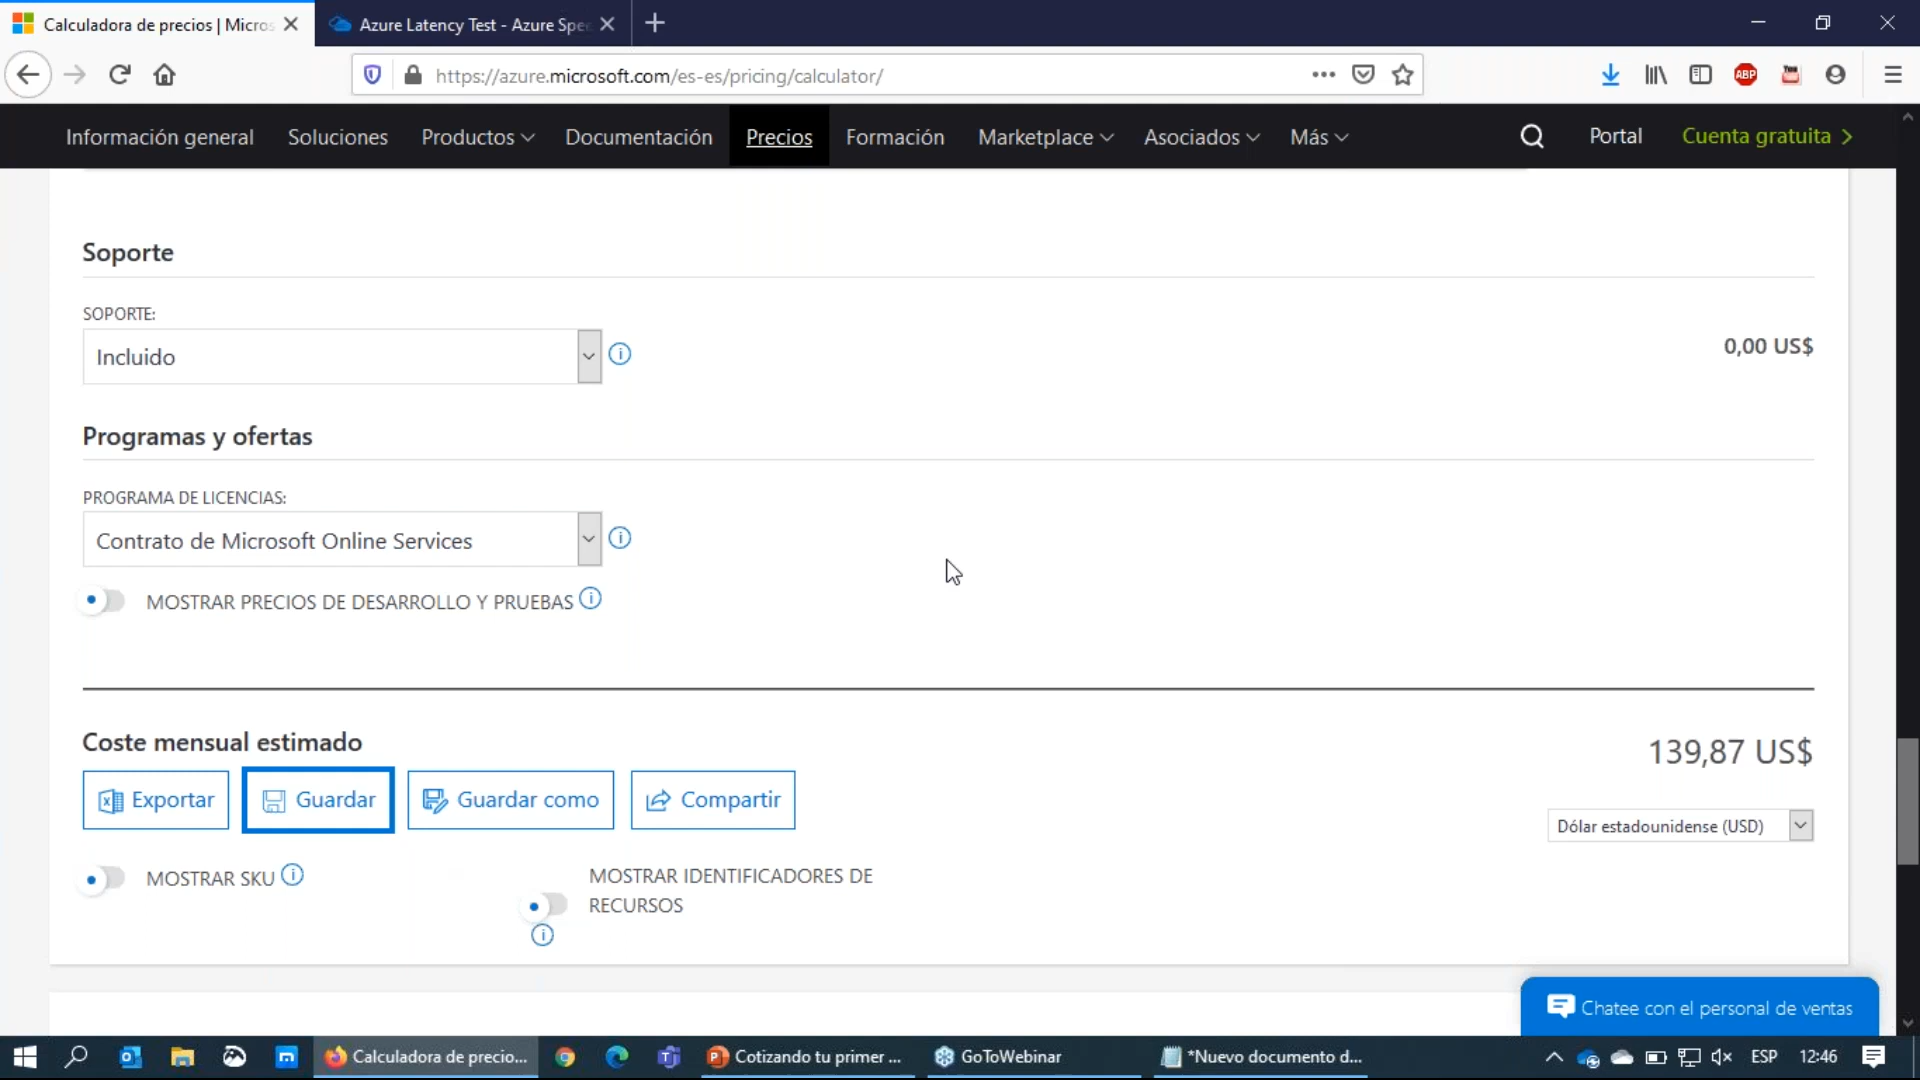 Calculadora de precios | Micros
Azure Latency Test - Azure Spe
https://azure.microsoft.com/es-es/pricing/calculator/
ABP
Información general
Soluciones
Productos
Documentación
Precios
Formación
Marketplace
Asociados
Más
Portal
Cuenta gratuita
Soporte
SOPORTE:
Incluido
0,00 US$
Programas y ofertas
PROGRAMA DE LICENCIAS:
Contrato de Microsoft Online Services
MOSTRAR PRECIOS DE DESARROLLO Y PRUEBAS
Coste mensual estimado
139,87 US$
Exportar
Guardar
Guardar como
Compartir
Dólar estadounidense (USD)
MOSTRAR SKU
MOSTRAR IDENTIFICADORES DE
RECURSOS
Chatee con el personal de ventas
Calculadora de precio...
Cotizando tu primer ...
GoToWebinar
*Nuevo documento d...
ESP
12:46